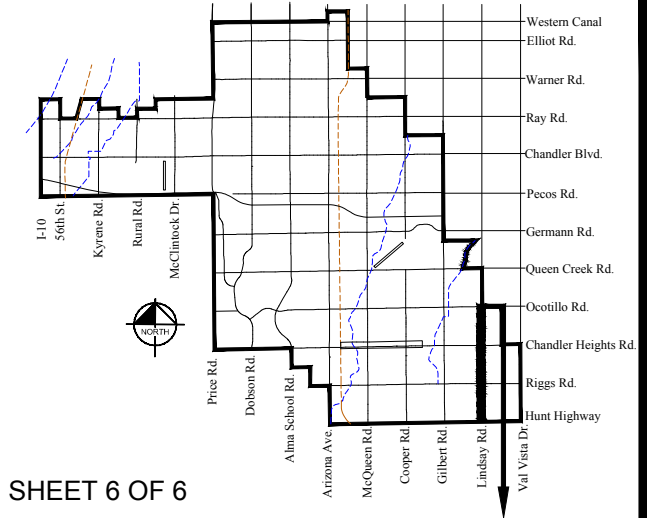 Western Canal
Elliot Rd.
Warner Rd.
Ray Rd.
Chandler Blvd.
Pecos Rd.
Germann Rd.
Queen Creek Rd.
Ocotillo Rd.
Chandler Heights Rd.
Riggs Rd.
Hunt Highway
I-10
56th St.
Kyrene Rd.
Rural Rd.
McClintock Dr.
NORTH
Price Rd.
Dobson Rd.
Alma School Rd.
Arizona Ave.
McQueen Rd.
Cooper Rd.
Gilbert Rd.
Lindsay Rd.
Val Vista Dr.
SHEET 6 OF 6